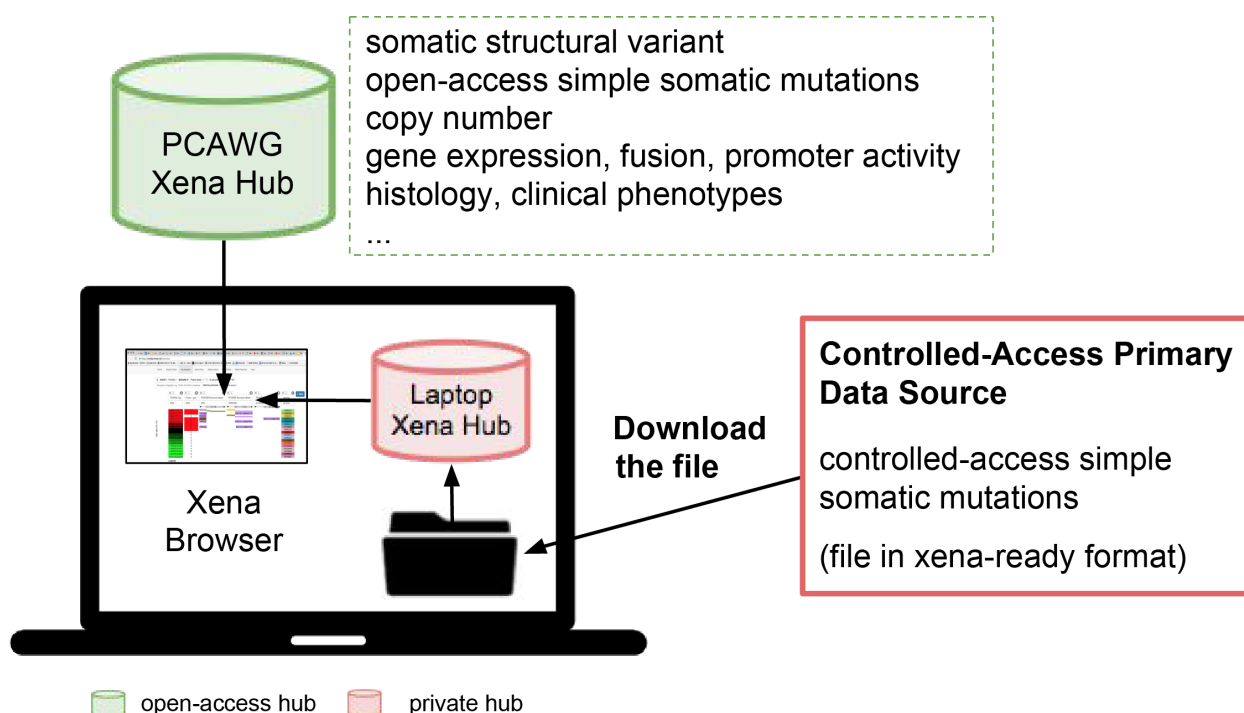 somatic structural variant
open-access simple somatic mutations
copy number
gene expression, fusion, promoter activity
histology, clinical phenotypes
...
PCAWG
Xena Hub
Laptop
Xena Hub
Xena
Browser
Download
the file
Controlled-Access Primary
Data Source
controlled-access simple
somatic mutations
(file in xena-ready format)
open-access hub
private hub